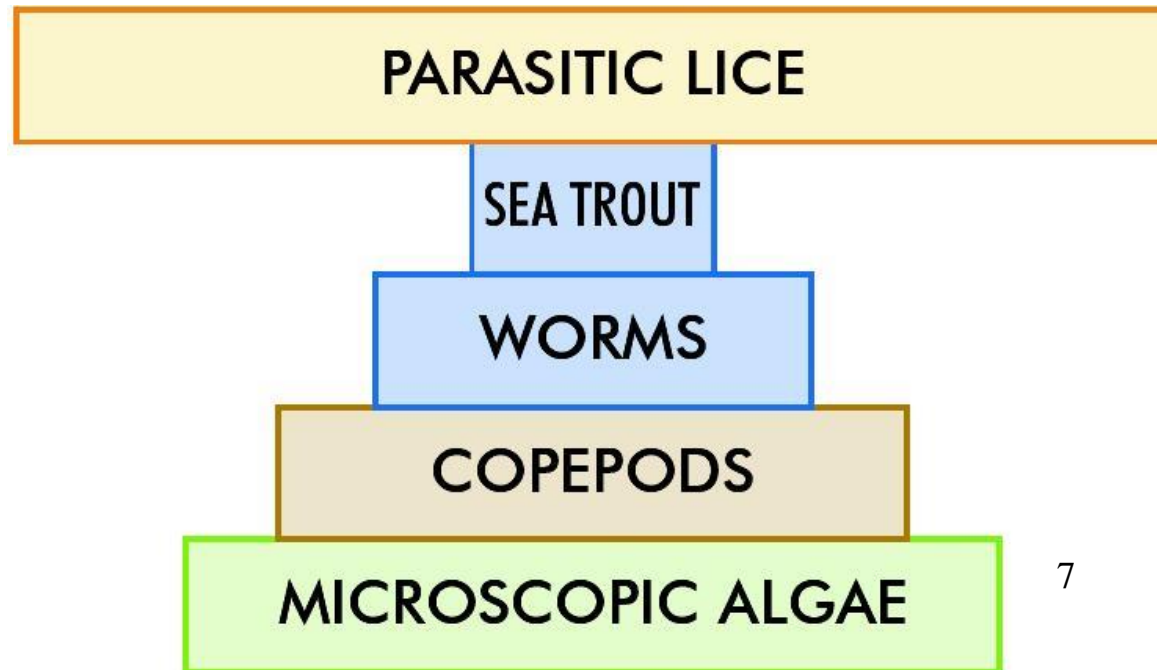 PARASITIC LICE
SEA TROUT
WORMS
COPEPODS
7
MICROSCOPIC ALGAE